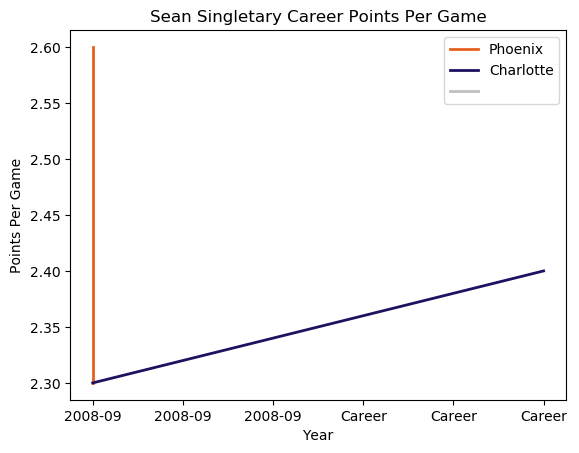 Sean Singletary Career Points Per Game
Phoenix
Charlotte
Points Per Game
2.60
2.55
2.50
2.45
2.40
2.35
2.30
2008-09 2008-09 2008-09 Career Career Career
Year